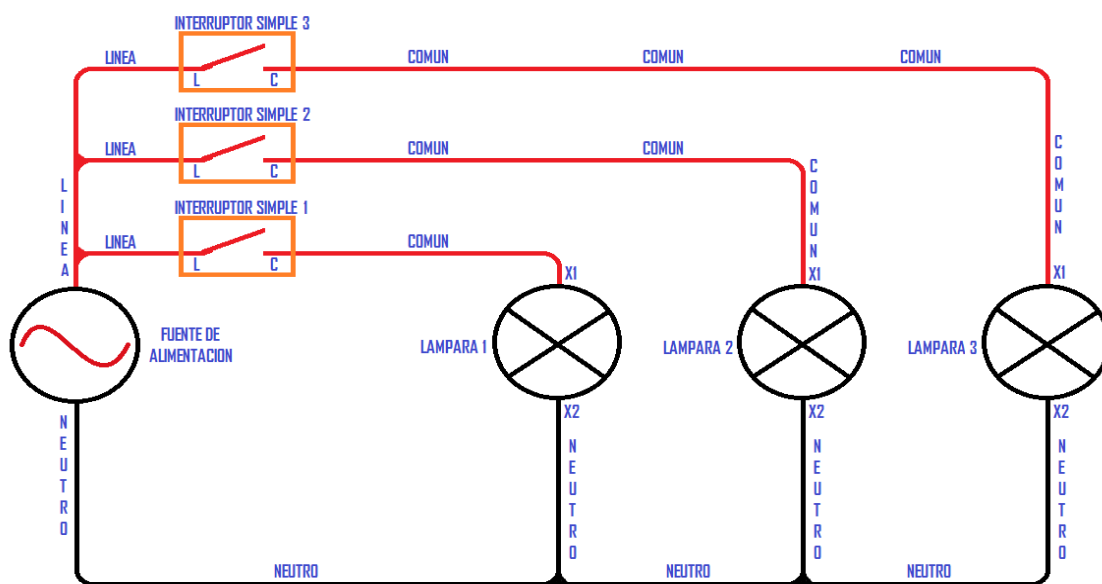 INTERRUPTOR SIMPLE 3
LINEA
COMUN
COMUN
COMUN
L
C
INTERRUPTOR SIMPLE 2
LINEA
COMUN
COMUN
L
C
INTERRUPTOR SIMPLE 1
LINEA
COMUN
L
C
LINEA
COMUN
COMUN
X1
X1
X1
FUENTE DE
ALIMENTACION
LAMPARA 1
LAMPARA 2
LAMPARA 3
X2
X2
X2
NEUTRO
NEUTRO
NEUTRO
NEUTRO
NEUTRO
NEUTRO
NEUTRO